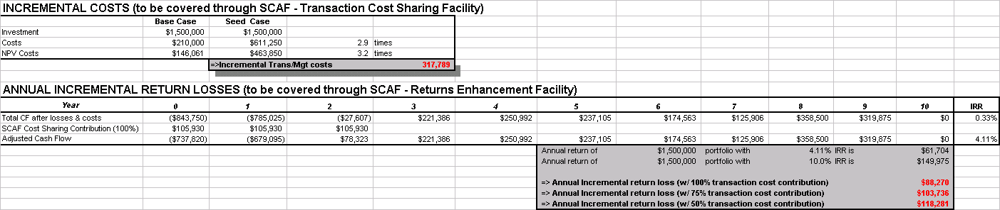 INCREMENTAL COSTS (to be covered through SCAF - Transaction Cost Sharing Facility)
Base Case Seed Case
Investment $1,500,000 $1,500,000
Costs $210,000 $611,250 2.9 times
NPV Costs $146,061 $463,850 3.2 times
=>Incremental Trans/Mgt costs 317,789
ANNUAL INCREMENTAL RETURN LOSSES (to be covered through SCAF - Returns Enhancement Facility)
Year 0 1 2 3 4 5 6 7 8 9 10 IRR
Total CF after losses & costs ($843,750) ($785,025) ($27,607) $221,386 $250,992 $237,105 $174,563 $125,906 $358,500 $319,875 $0 0.33%
SCAF Cost Sharing Contribution (100%) $105,930 $105,930 $105,930
Adjusted Cash Flow ($737,820) ($679,095) $78,323 $221,386 $250,992 $237,105 $174,563 $125,906 $358,500 $319,875 $0 4.11%
Annual return of $1,500,000 portfolio with 4.11% IRR is $61,704
Annual return of $1,500,000 portfolio with 10.0% IRR is $149,975
=> Annual Incremental return loss (w/ 100% transaction cost contribution) $88,270
=> Annual Incremental return loss (w/ 75% transaction cost contribution) $103,736
=> Annual Incremental return loss (w/ 50% transaction cost contribution) $118,281